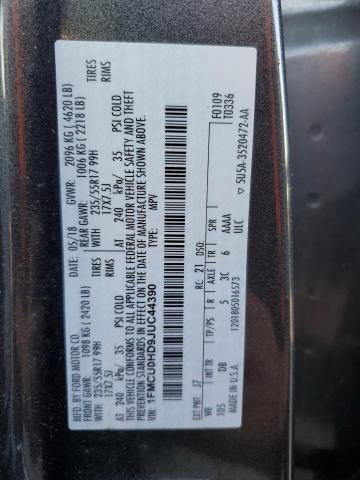 MFD. BY FORD MOTOR CO.
DATE: 05/18 GVWR: 2096 KG ( 4620 LB)
FRONT GAWR: 1098 KG ( 2420 LB) REAR GAWR: 1006 KG ( 2218 LB)
235/55R17 99H TIRES 235/55R17 99H TIRES
17X7.5J RIMS 17X7.5J RIMS
AT 240 kPa/ 35 PSI COLD AT 240 kPa/ 35 PSI COLD
THIS VEHICLE CONFORMS TO ALL APPLICABLE FEDERAL MOTOR VEHICLE SAFETY AND THEFT
PREVENTION STANDARDS IN EFFECT ON THE DATE OF MANUFACTURE SHOWN ABOVE.
VIN: 1FMCU0HD9JUC44390
TYPE: MPV
F0109
T0336
EXT PNT: J7 RC: 21 DSO:
WB INT TR TP/PS R AXLE TR SPR
105 DB 5 3C 6 AAAA
ULC
MADE IN U.S.A. 1201805016573 5U5A-3520472-AA